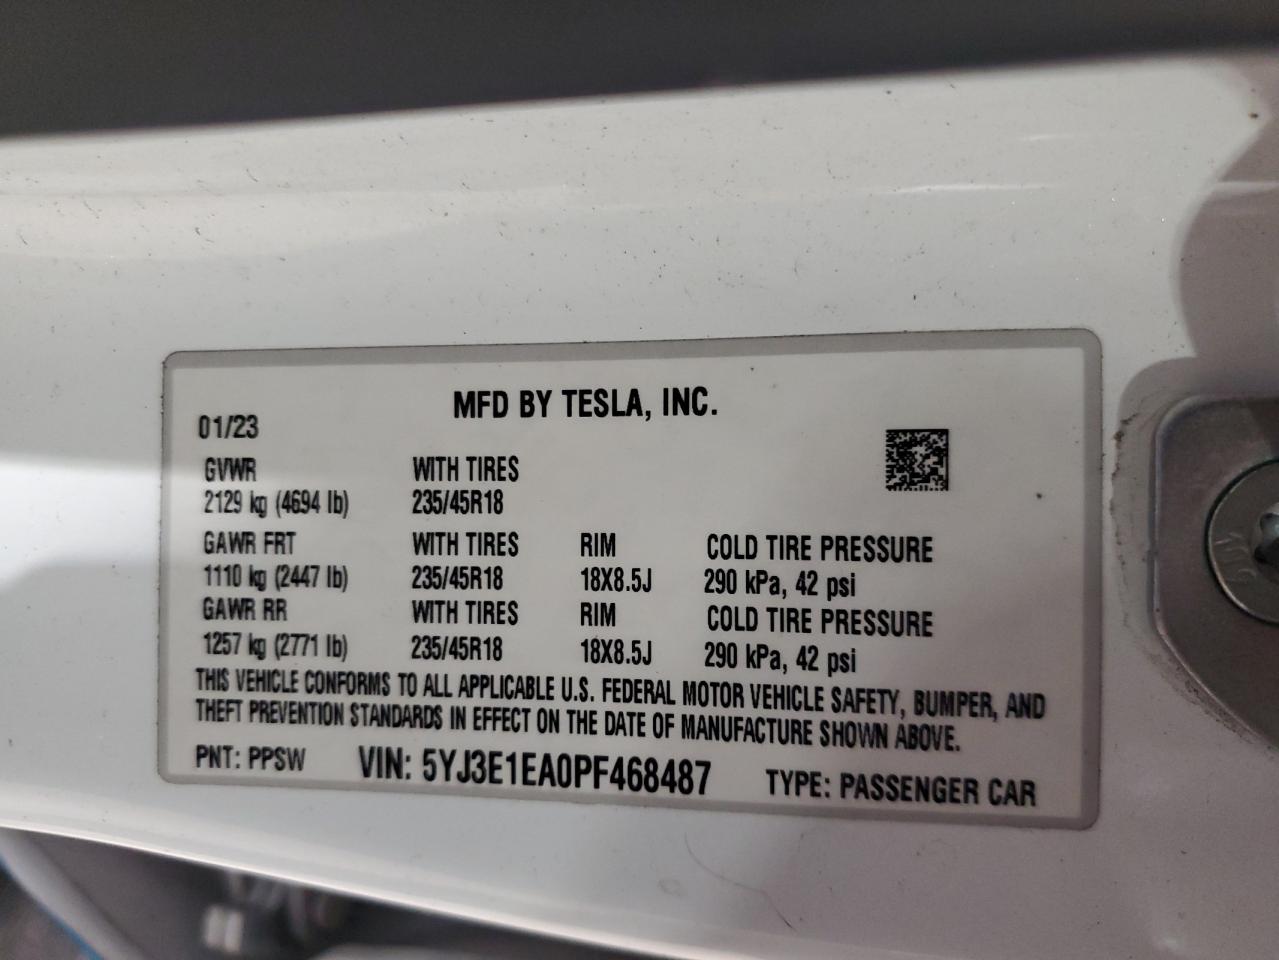 MFD BY TESLA, INC.
01/23
GVWR WITH TIRES
2129 kg (4694 lb) 235/45R18
GAWR FRT WITH TIRES RIM COLD TIRE PRESSURE
1110 kg (2447 lb) 235/45R18 18X8.5J 290 kPa, 42 psi
GAWR RR WITH TIRES RIM COLD TIRE PRESSURE
1257 kg (2771 lb) 235/45R18 18X8.5J 290 kPa, 42 psi
THIS VEHICLE CONFORMS TO ALL APPLICABLE U.S. FEDERAL MOTOR VEHICLE SAFETY, BUMPER, AND
THEFT PREVENTION STANDARDS IN EFFECT ON THE DATE OF MANUFACTURE SHOWN ABOVE.
PNT: PPSW VIN: 5YJ3E1EA0PF468487 TYPE: PASSENGER CAR